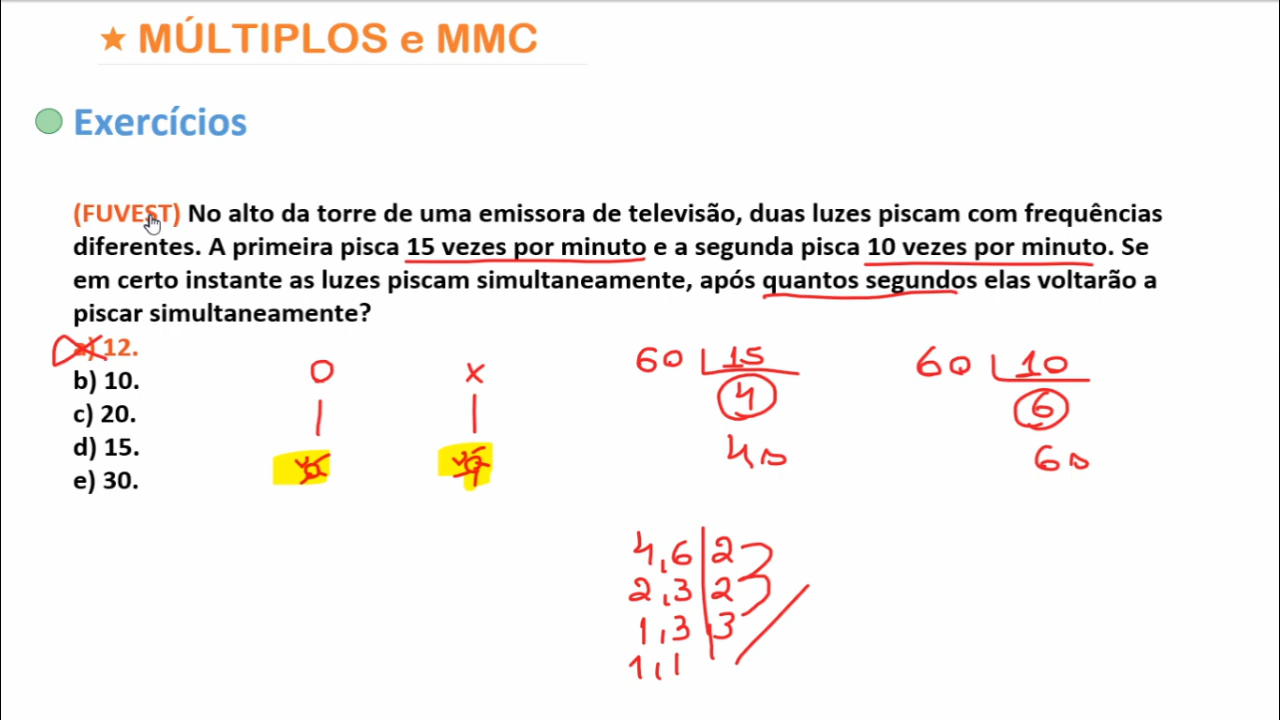 ★ MÚLTIPLOS e MMC
Exercícios
(FUVEST) No alto da torre de uma emissora de televisão, duas luzes piscam com frequências
diferentes. A primeira pisca 15 vezes por minuto e a segunda pisca 10 vezes por minuto. Se
em certo instante as luzes piscam simultaneamente, após quantos segundos elas voltarão a
piscar simultaneamente?
a) 12.
b) 10.
c) 20.
d) 15.
e) 30.
O x
60 15
4
4s
60 10
6
6s
4,6 2
2,3 2
1,3 3
1,1